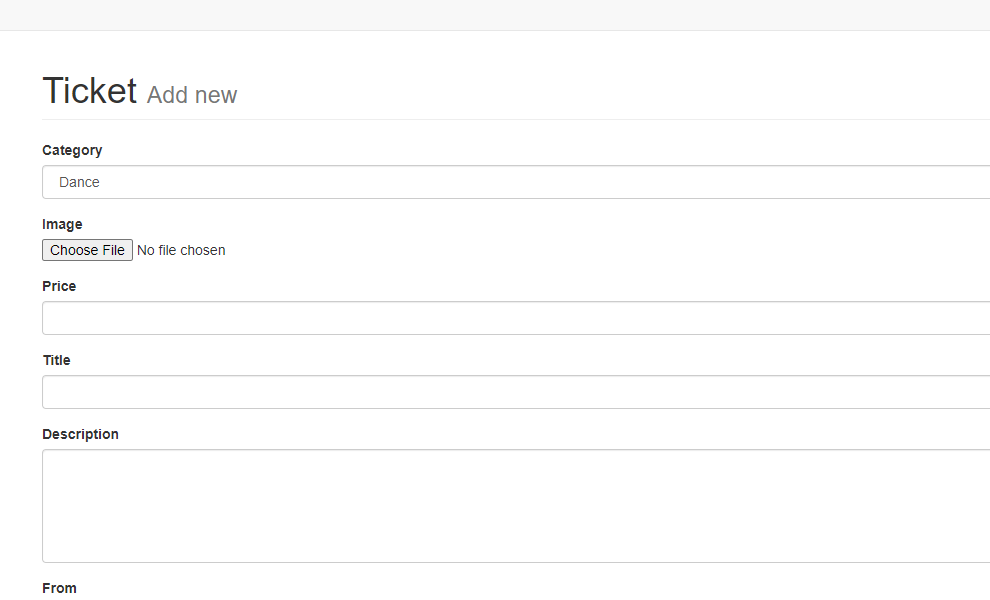 Ticket Add new
Category
Dance
Image
Choose File No file chosen
Price
Title
Description
From